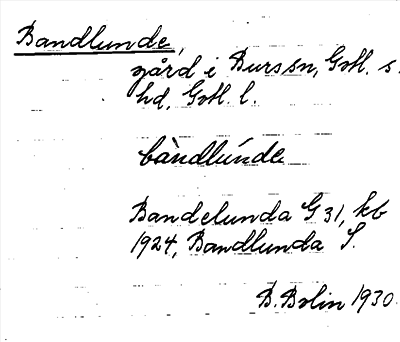 Bandlunde,
gård i Burs sn, Gotl. s.
hd, Gotl. l.
bàndlúnde
Bandelunda G 31, kb
1924, Bandlunda S.
B. Bolin 1930.